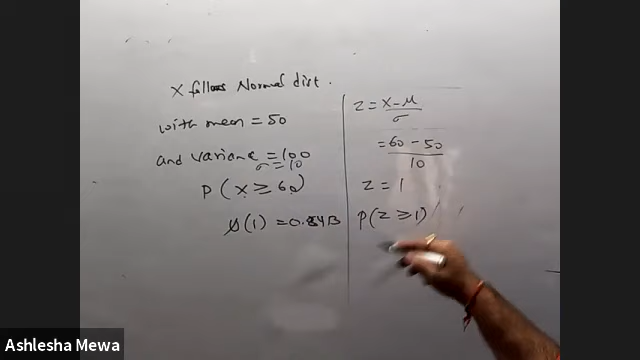 X follows Normal dist.
with mean = 50
and variance = 100
σ = 10
P(X ≥ 60)
φ(1) = 0.8413
Z = X - μ / σ
= 60 - 50 / 10
Z = 1
P(Z ≥ 1)
Ashlesha Mewa